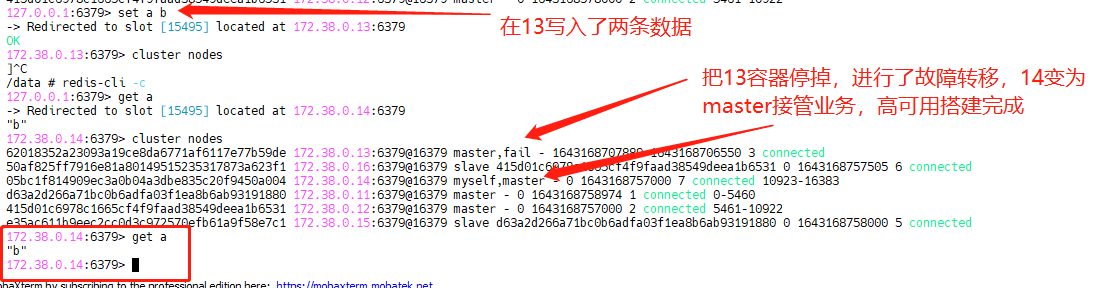 127.0.0.1:6379> set a b
-> Redirected to slot [15495] located at 172.38.0.13:6379
OK
172.38.0.13:6379> cluster nodes
]^C
/data # redis-cli -c
127.0.0.1:6379> get a
-> Redirected to slot [15495] located at 172.38.0.14:6379
"b"
172.38.0.14:6379> cluster nodes
62018352a23093a19ce8da6771af6117e77b59de 172.38.0.13:6379@16379 master,fail - 1643168707880 1643168706550 3 connected
50af825ff7916e81a801495152353178​73a623f1 172.38.0.16:6379@16379 slave 415d01c6978c1665cf4f9faad38549deea1b6531 0 1643168757505 6 connected
05bc1f814909ec3a0b04a3dbe835c20f9450a004 172.38.0.14:6379@16379 myself,master - 0 1643168757000 7 connected 10923-16383
d63a2d266a71bc0b6adfa03f1ea8b6ab93191880 172.38.0.11:6379@16379 master - 0 1643168758974 1 connected 0-5460
415d01c6978c1665cf4f9faad38549deea1b6531 172.38.0.12:6379@16379 master - 0 1643168757000 2 connected 5461-10922
e35ac611b9eec2cc0d3c972570efb61a9f58e7c1 172.38.0.15:6379@16379 slave d63a2d266a71bc0b6adfa03f1ea8b6ab93191880 0 1643168758000 5 connected
172.38.0.14:6379> get a
"b"
172.38.0.14:6379>
在13写入了两条数据
把13容器停掉，进行了故障转移，14变为
master接管业务，高可用搭建完成
by subscribing to the professional edition here: https://mobaxterm.mobatek.net